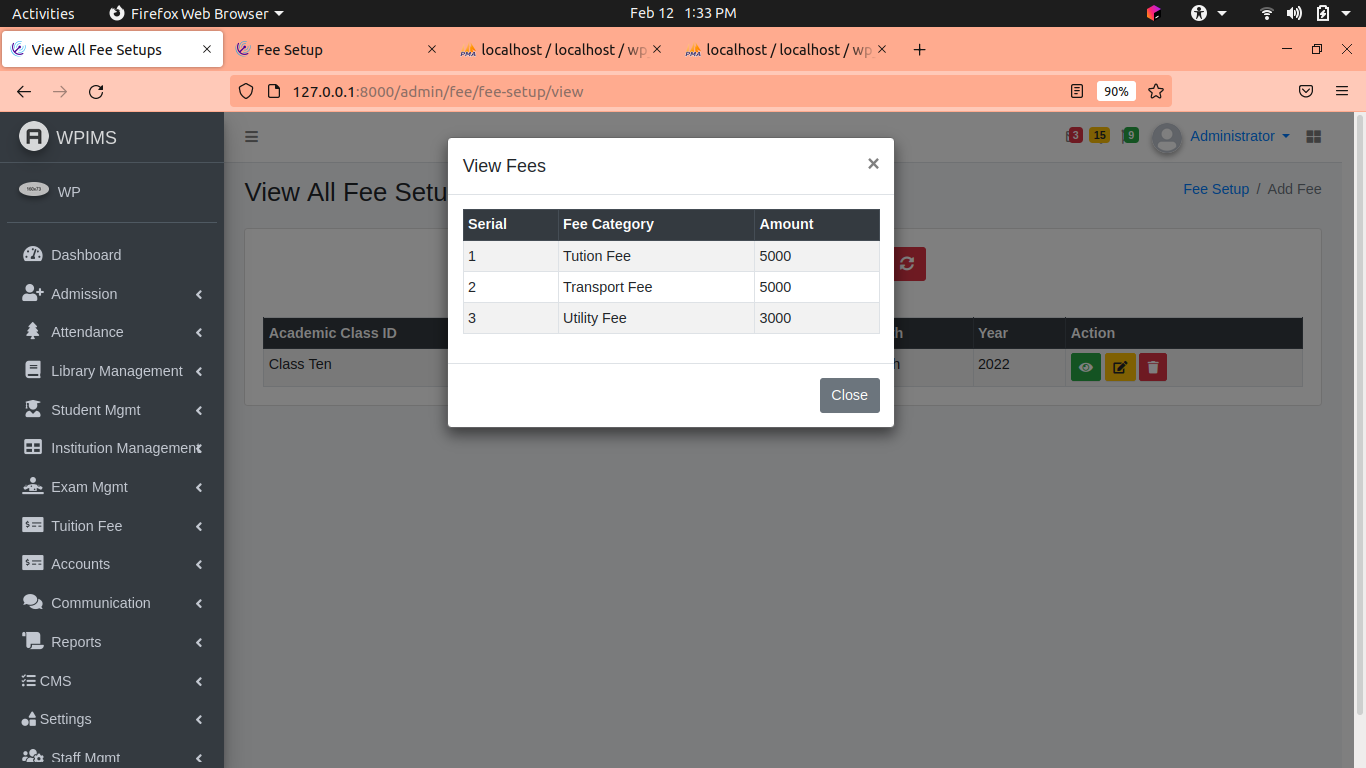 Activities Firefox Web Browser Feb 12 1:33 PM
View All Fee Setups Fee Setup localhost / localhost / wp localhost / localhost / wp
127.0.0.1:8000/admin/fee/fee-setup/view 90%
WPIMS
3 15 9 Administrator
WP
View All Fee Setu
Fee Setup / Add Fee
View Fees ×
Serial Fee Category Amount
1 Tution Fee 5000
2 Transport Fee 5000
3 Utility Fee 3000
Close
Academic Class ID h Year Action
Class Ten h 2022
Dashboard
Admission
Attendance
Library Management
Student Mgmt
Institution Management
Exam Mgmt
Tuition Fee
Accounts
Communication
Reports
CMS
Settings
Staff Mgmt